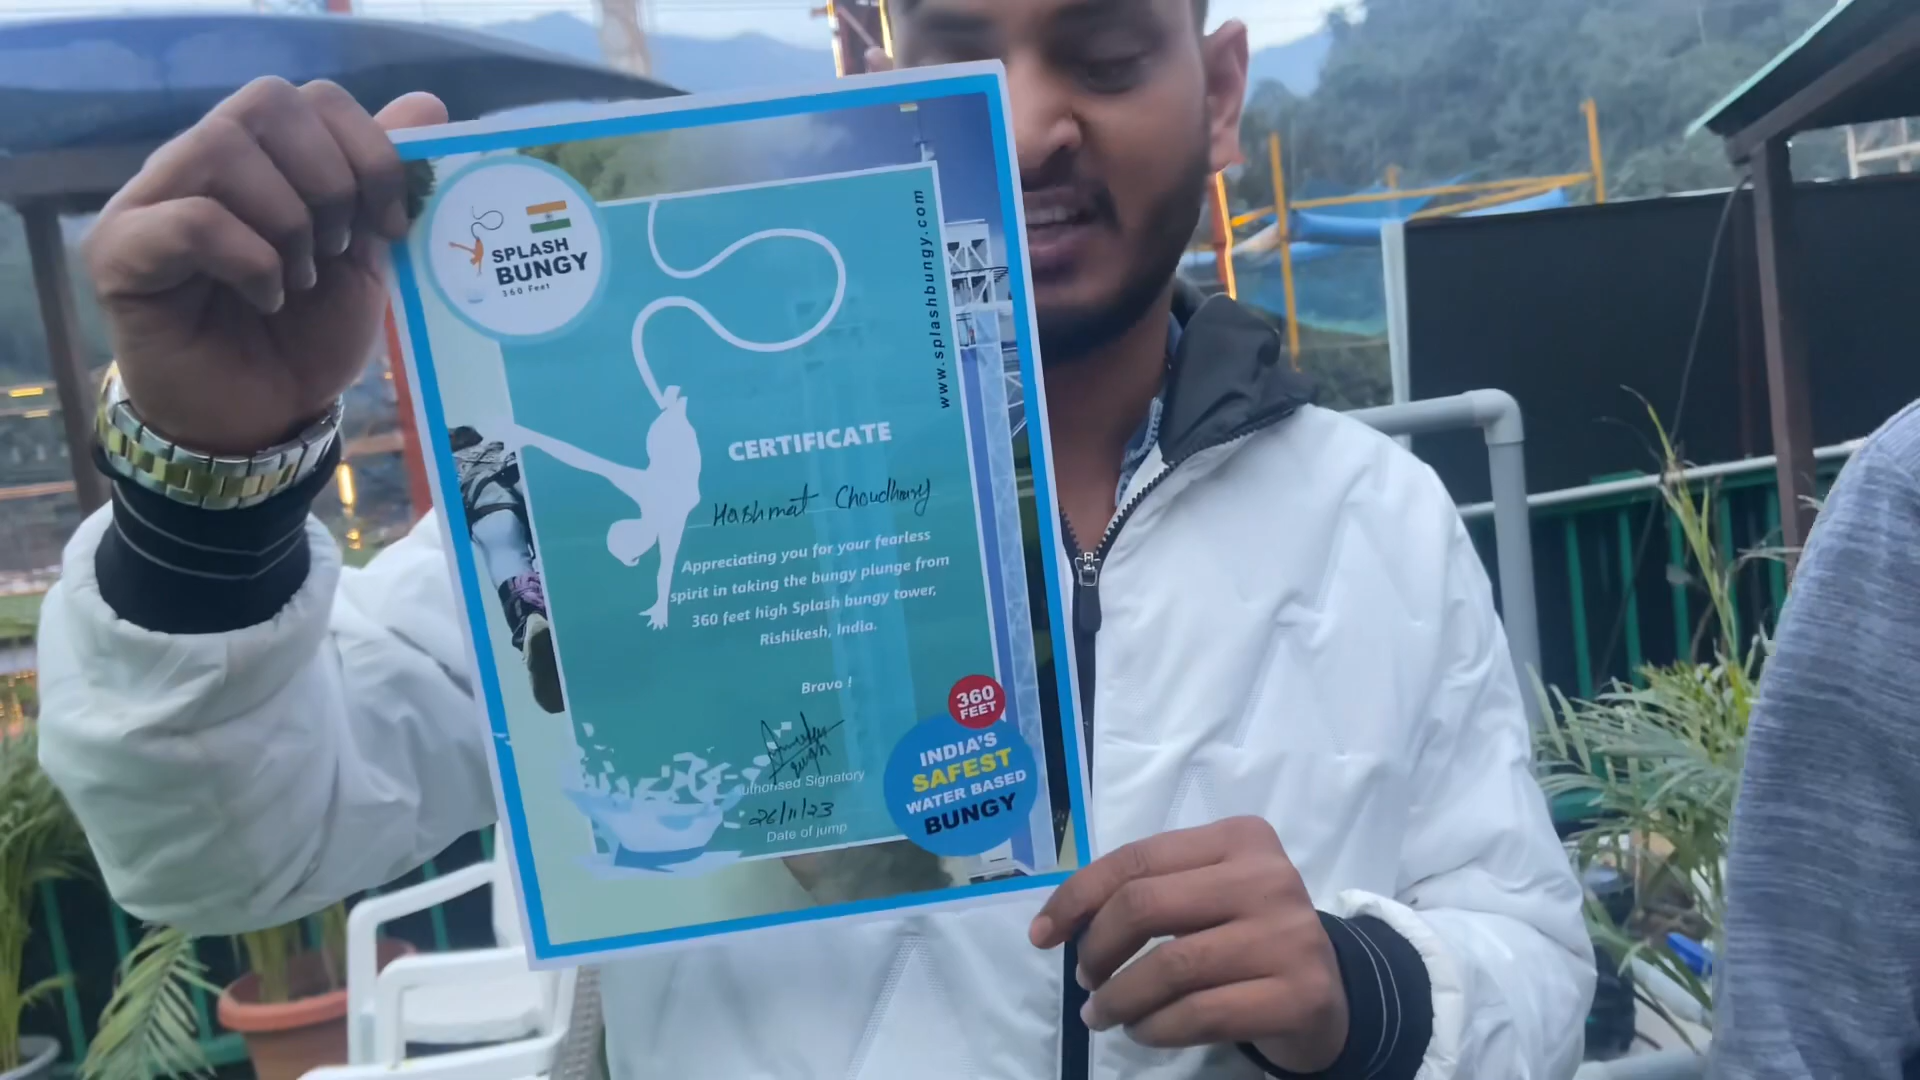 SPLASH
BUNGY
360 Feet
www.splashbungy.com
CERTIFICATE
Hashmat Choudhary
Appreciating you for your fearless
spirit in taking the bungy plunge from
360 feet high Splash bungy tower,
Rishikesh, India.
Bravo !
Authorised Signatory
26/11/23
Date of jump
360
FEET
INDIA'S
SAFEST
WATER BASED
BUNGY